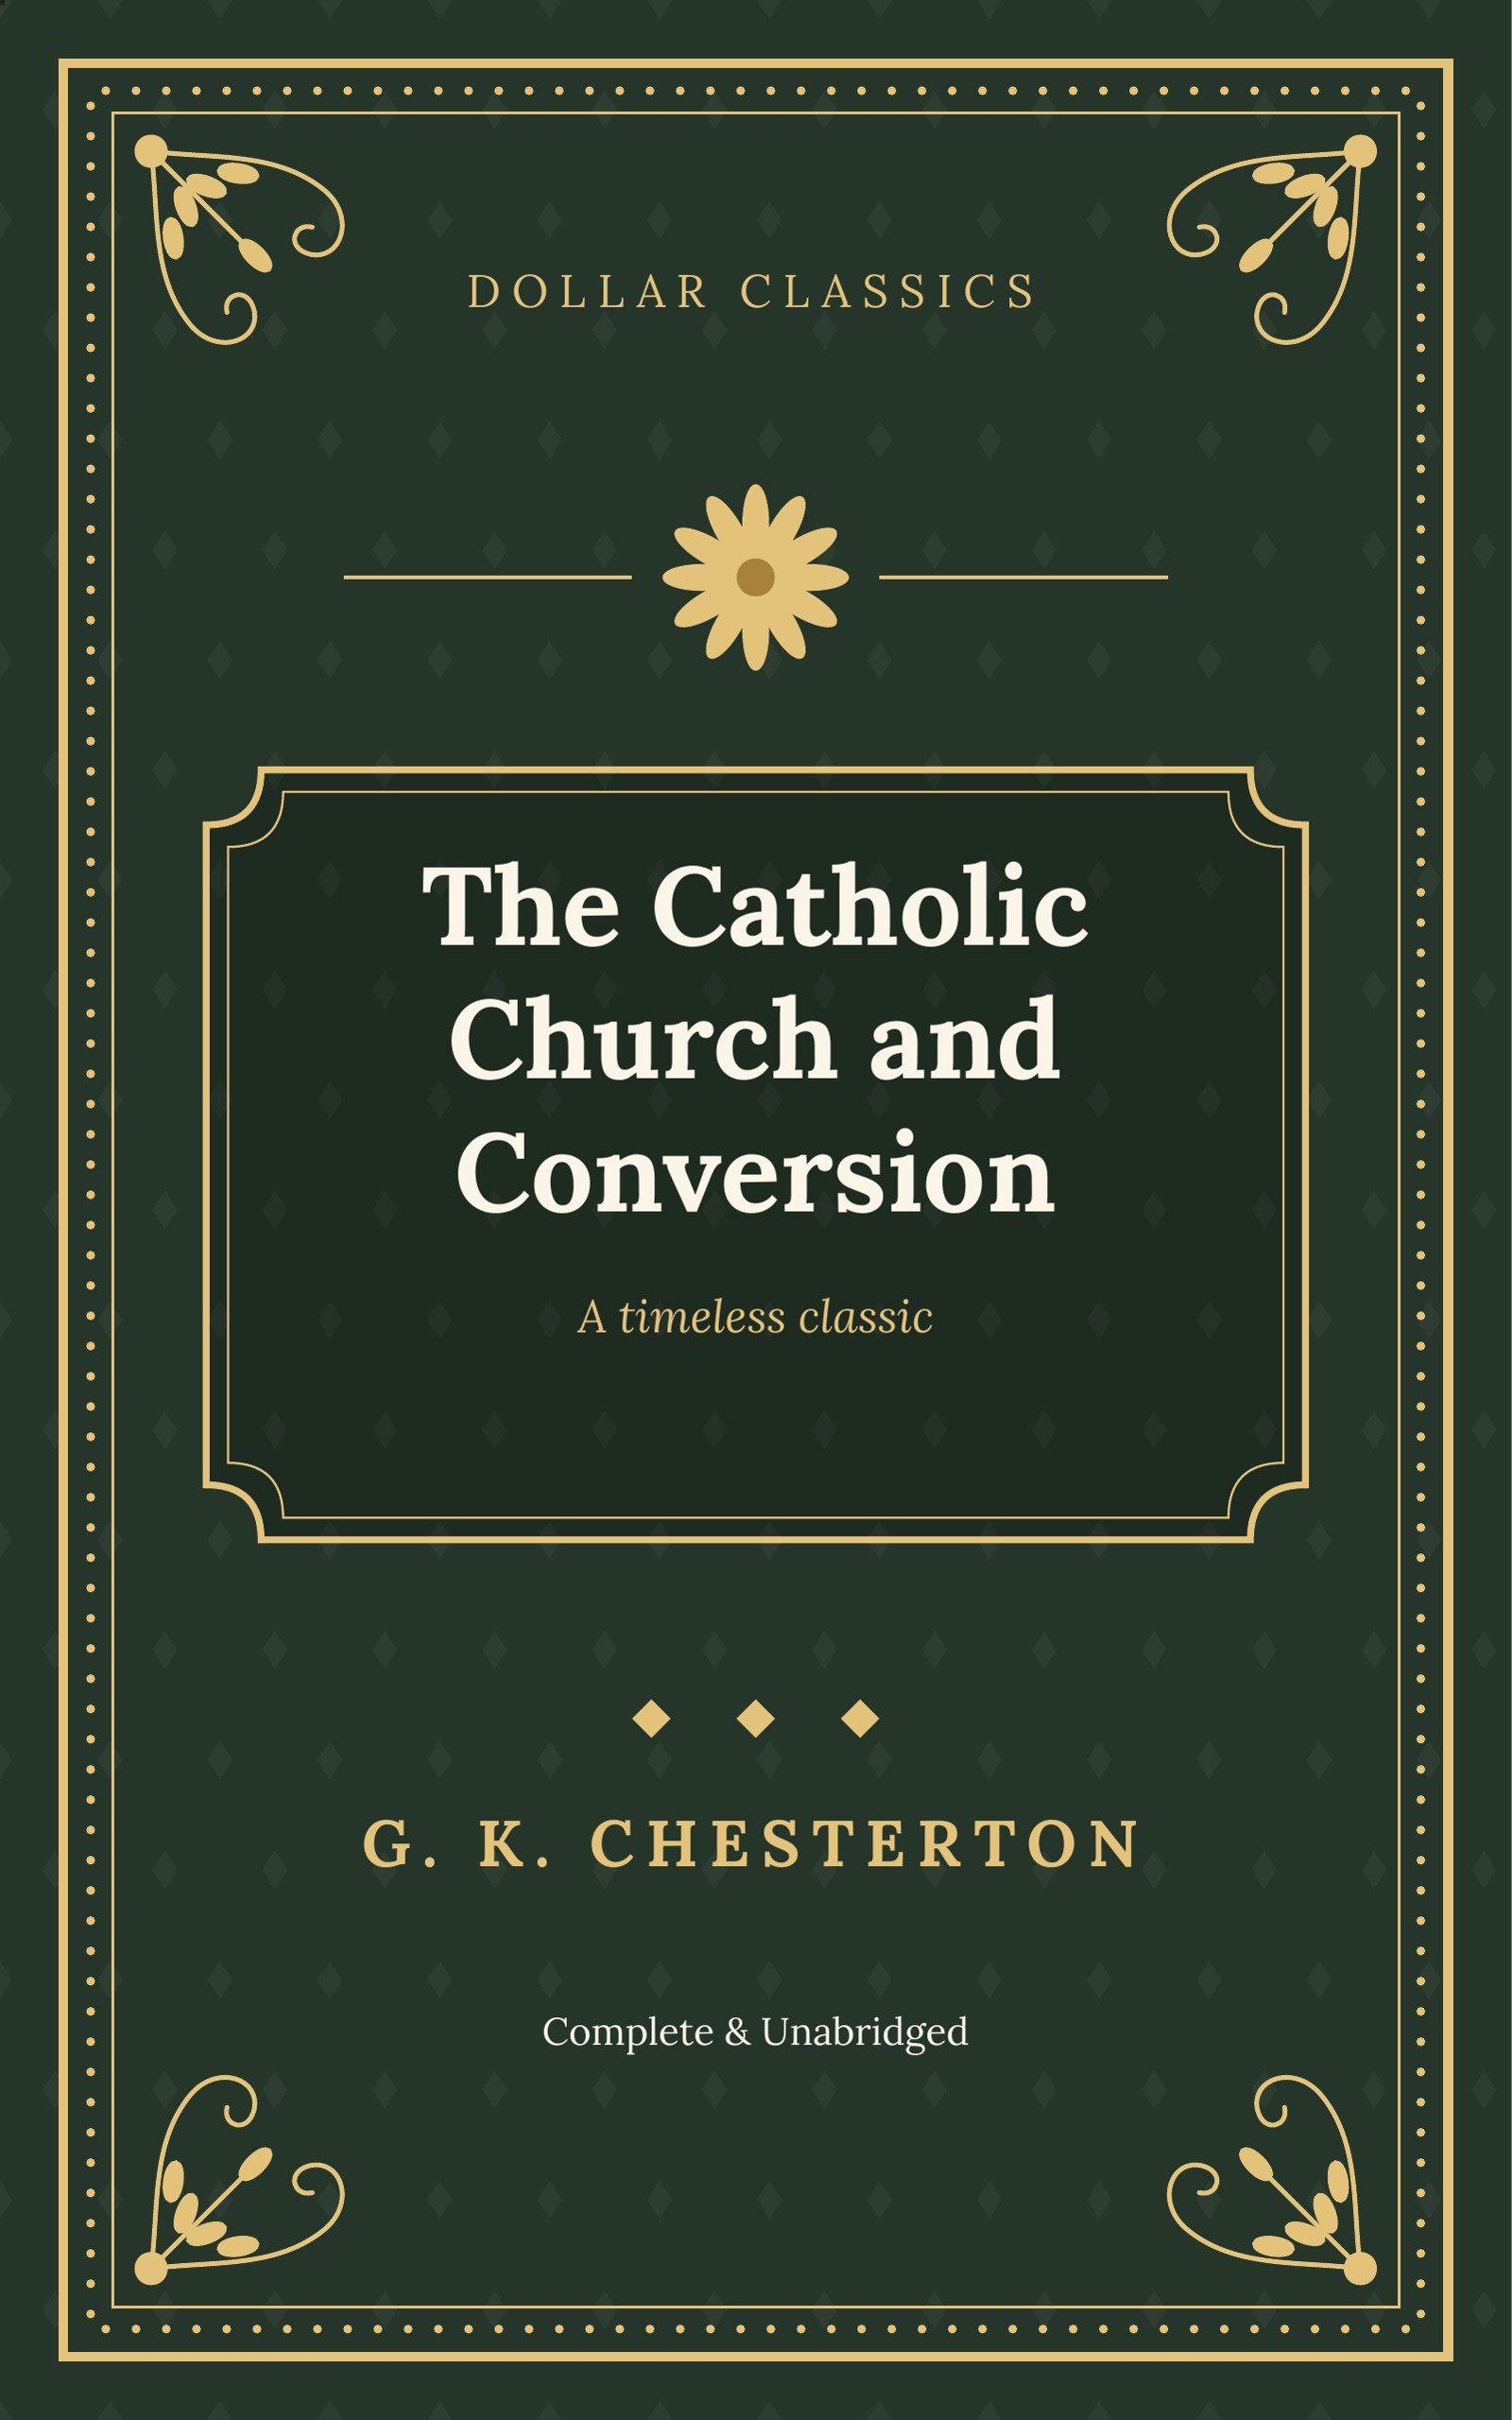 DOLLAR CLASSICS
The Catholic
Church and
Conversion
A timeless classic
G. K. CHESTERTON
Complete & Unabridged